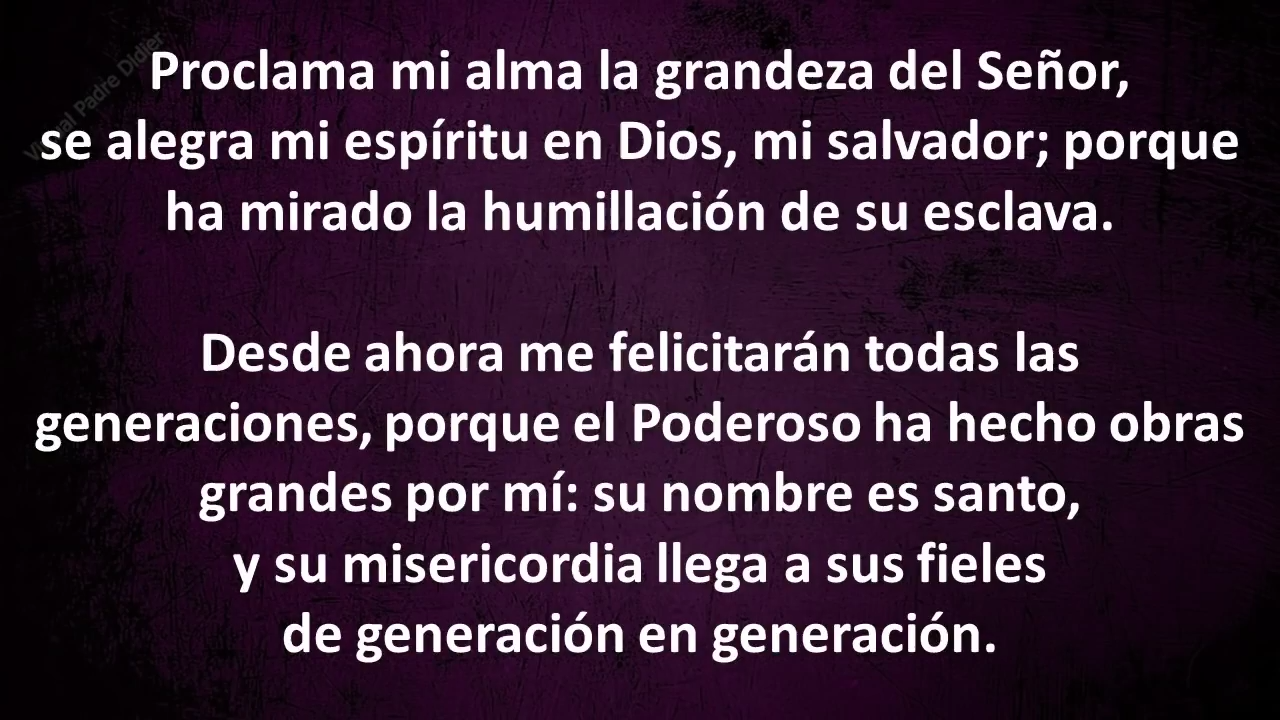 Proclama mi alma la grandeza del Señor,
se alegra mi espíritu en Dios, mi salvador; porque
ha mirado la humillación de su esclava.
Desde ahora me felicitarán todas las
generaciones, porque el Poderoso ha hecho obras
grandes por mí: su nombre es santo,
y su misericordia llega a sus fieles
de generación en generación.
Padre Didier